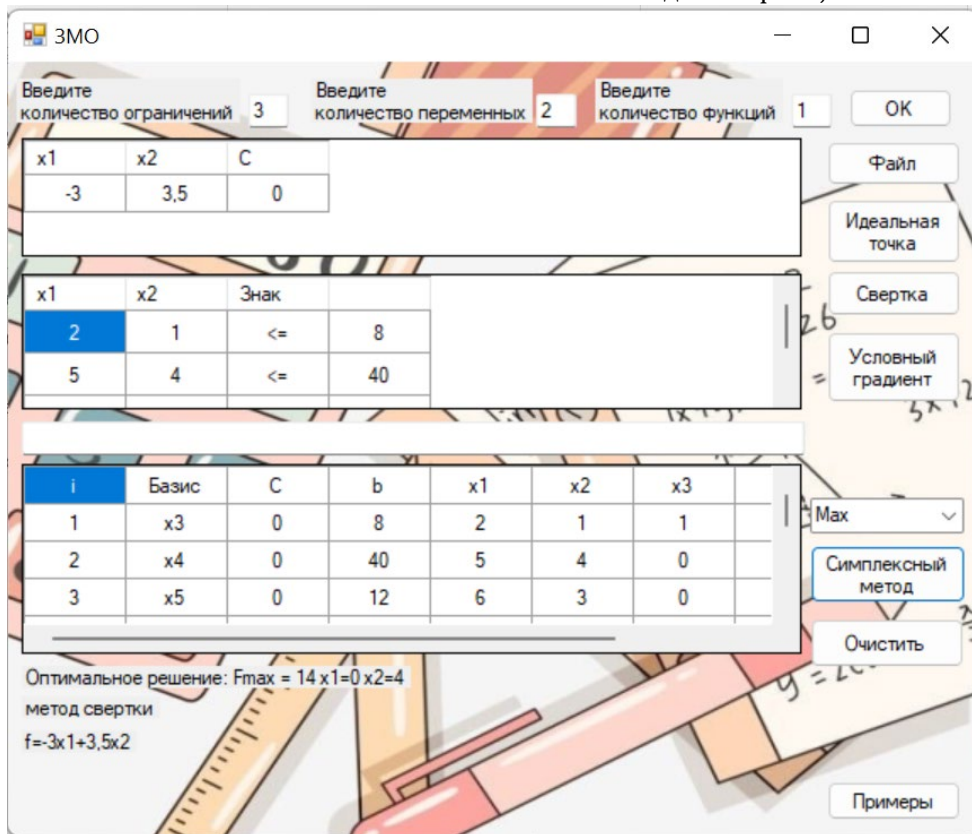 ЗМО
Введите
количество ограничений 3
Введите
количество переменных 2
Введите
количество функций 1
OK
x1 x2 C
-3 3,5 0
Файл
Идеальная
точка
Свертка
Условный
градиент
x1 x2 Знак
2 1 <= 8
5 4 <= 40
i Базис C b x1 x2 x3
1 x3 0 8 2 1 1
2 x4 0 40 5 4 0
3 x5 0 12 6 3 0
Max
Симплексный
метод
Очистить
Оптимальное решение: Fmax = 14 x1=0 x2=4
метод свертки
f=-3x1+3,5x2
Примеры